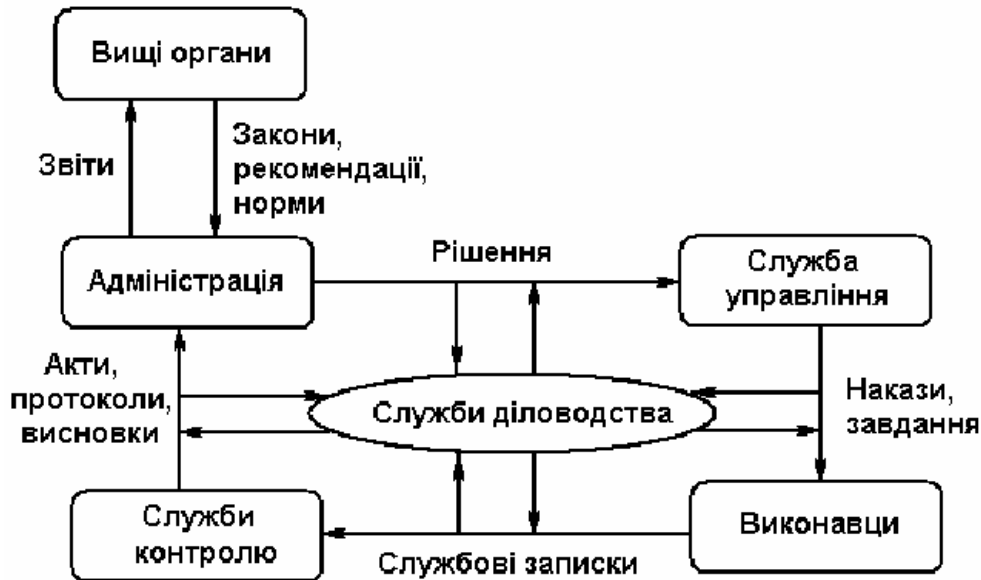 Вищі органи
Звіти
Закони,
рекомендації,
норми
Адміністрація
Рішення
Служба
управління
Акти,
протоколи,
висновки
Служби діловодства
Накази,
завдання
Служби
контролю
Службові записки
Виконавци